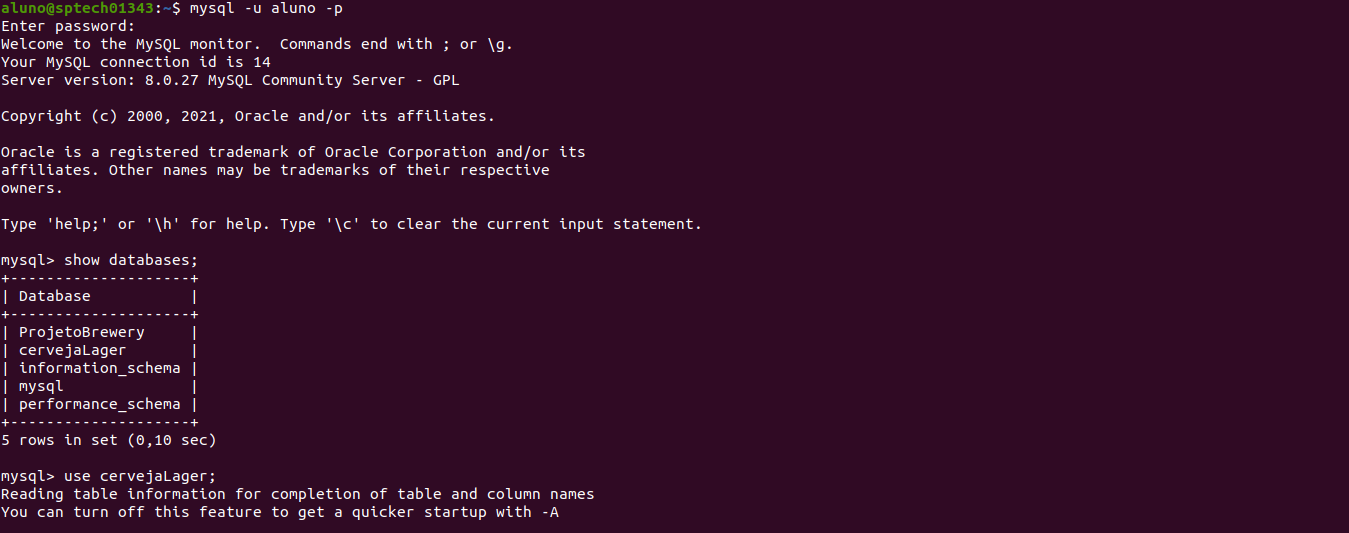 aluno@sptech01343:~$ mysql -u aluno -p
Enter password:
Welcome to the MySQL monitor.  Commands end with ; or \g.
Your MySQL connection id is 14
Server version: 8.0.27 MySQL Community Server - GPL
Copyright (c) 2000, 2021, Oracle and/or its affiliates.
Oracle is a registered trademark of Oracle Corporation and/or its
affiliates. Other names may be trademarks of their respective
owners.
Type 'help;' or '\h' for help. Type '\c' to clear the current input statement.
mysql> show databases;
+--------------------+
| Database           |
+--------------------+
| ProjetoBrewery     |
| cervejaLager       |
| information_schema |
| mysql              |
| performance_schema |
+--------------------+
5 rows in set (0,10 sec)
mysql> use cervejaLager;
Reading table information for completion of table and column names
You can turn off this feature to get a quicker startup with -A